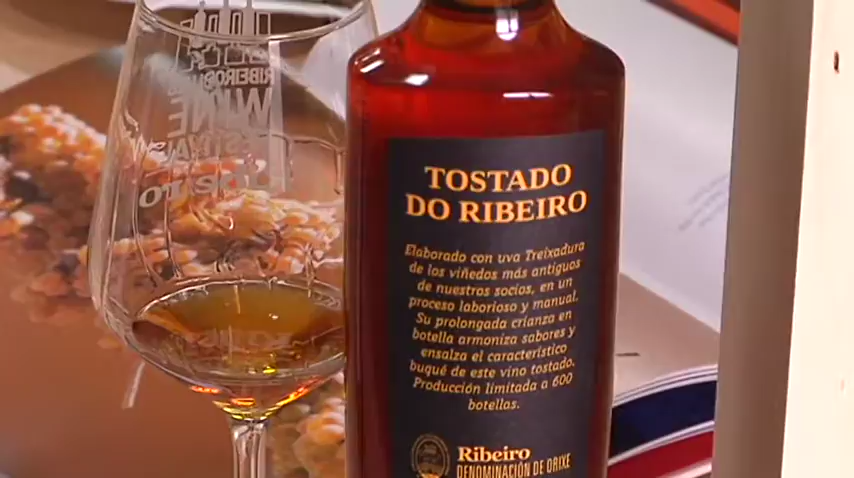 TOSTADO
DO RIBEIRO
Elaborado con uva Treixadura
de los viñedos más antiguos
de nuestros socios, en un
proceso laborioso y manual.
Su prolongada crianza en
botella armoniza sabores y
ensalza el característico
buqué de este vino tostado.
Producción limitada a 600
botellas.
Ribeiro
DENOMINACIÓN DE ORIXE
WINE